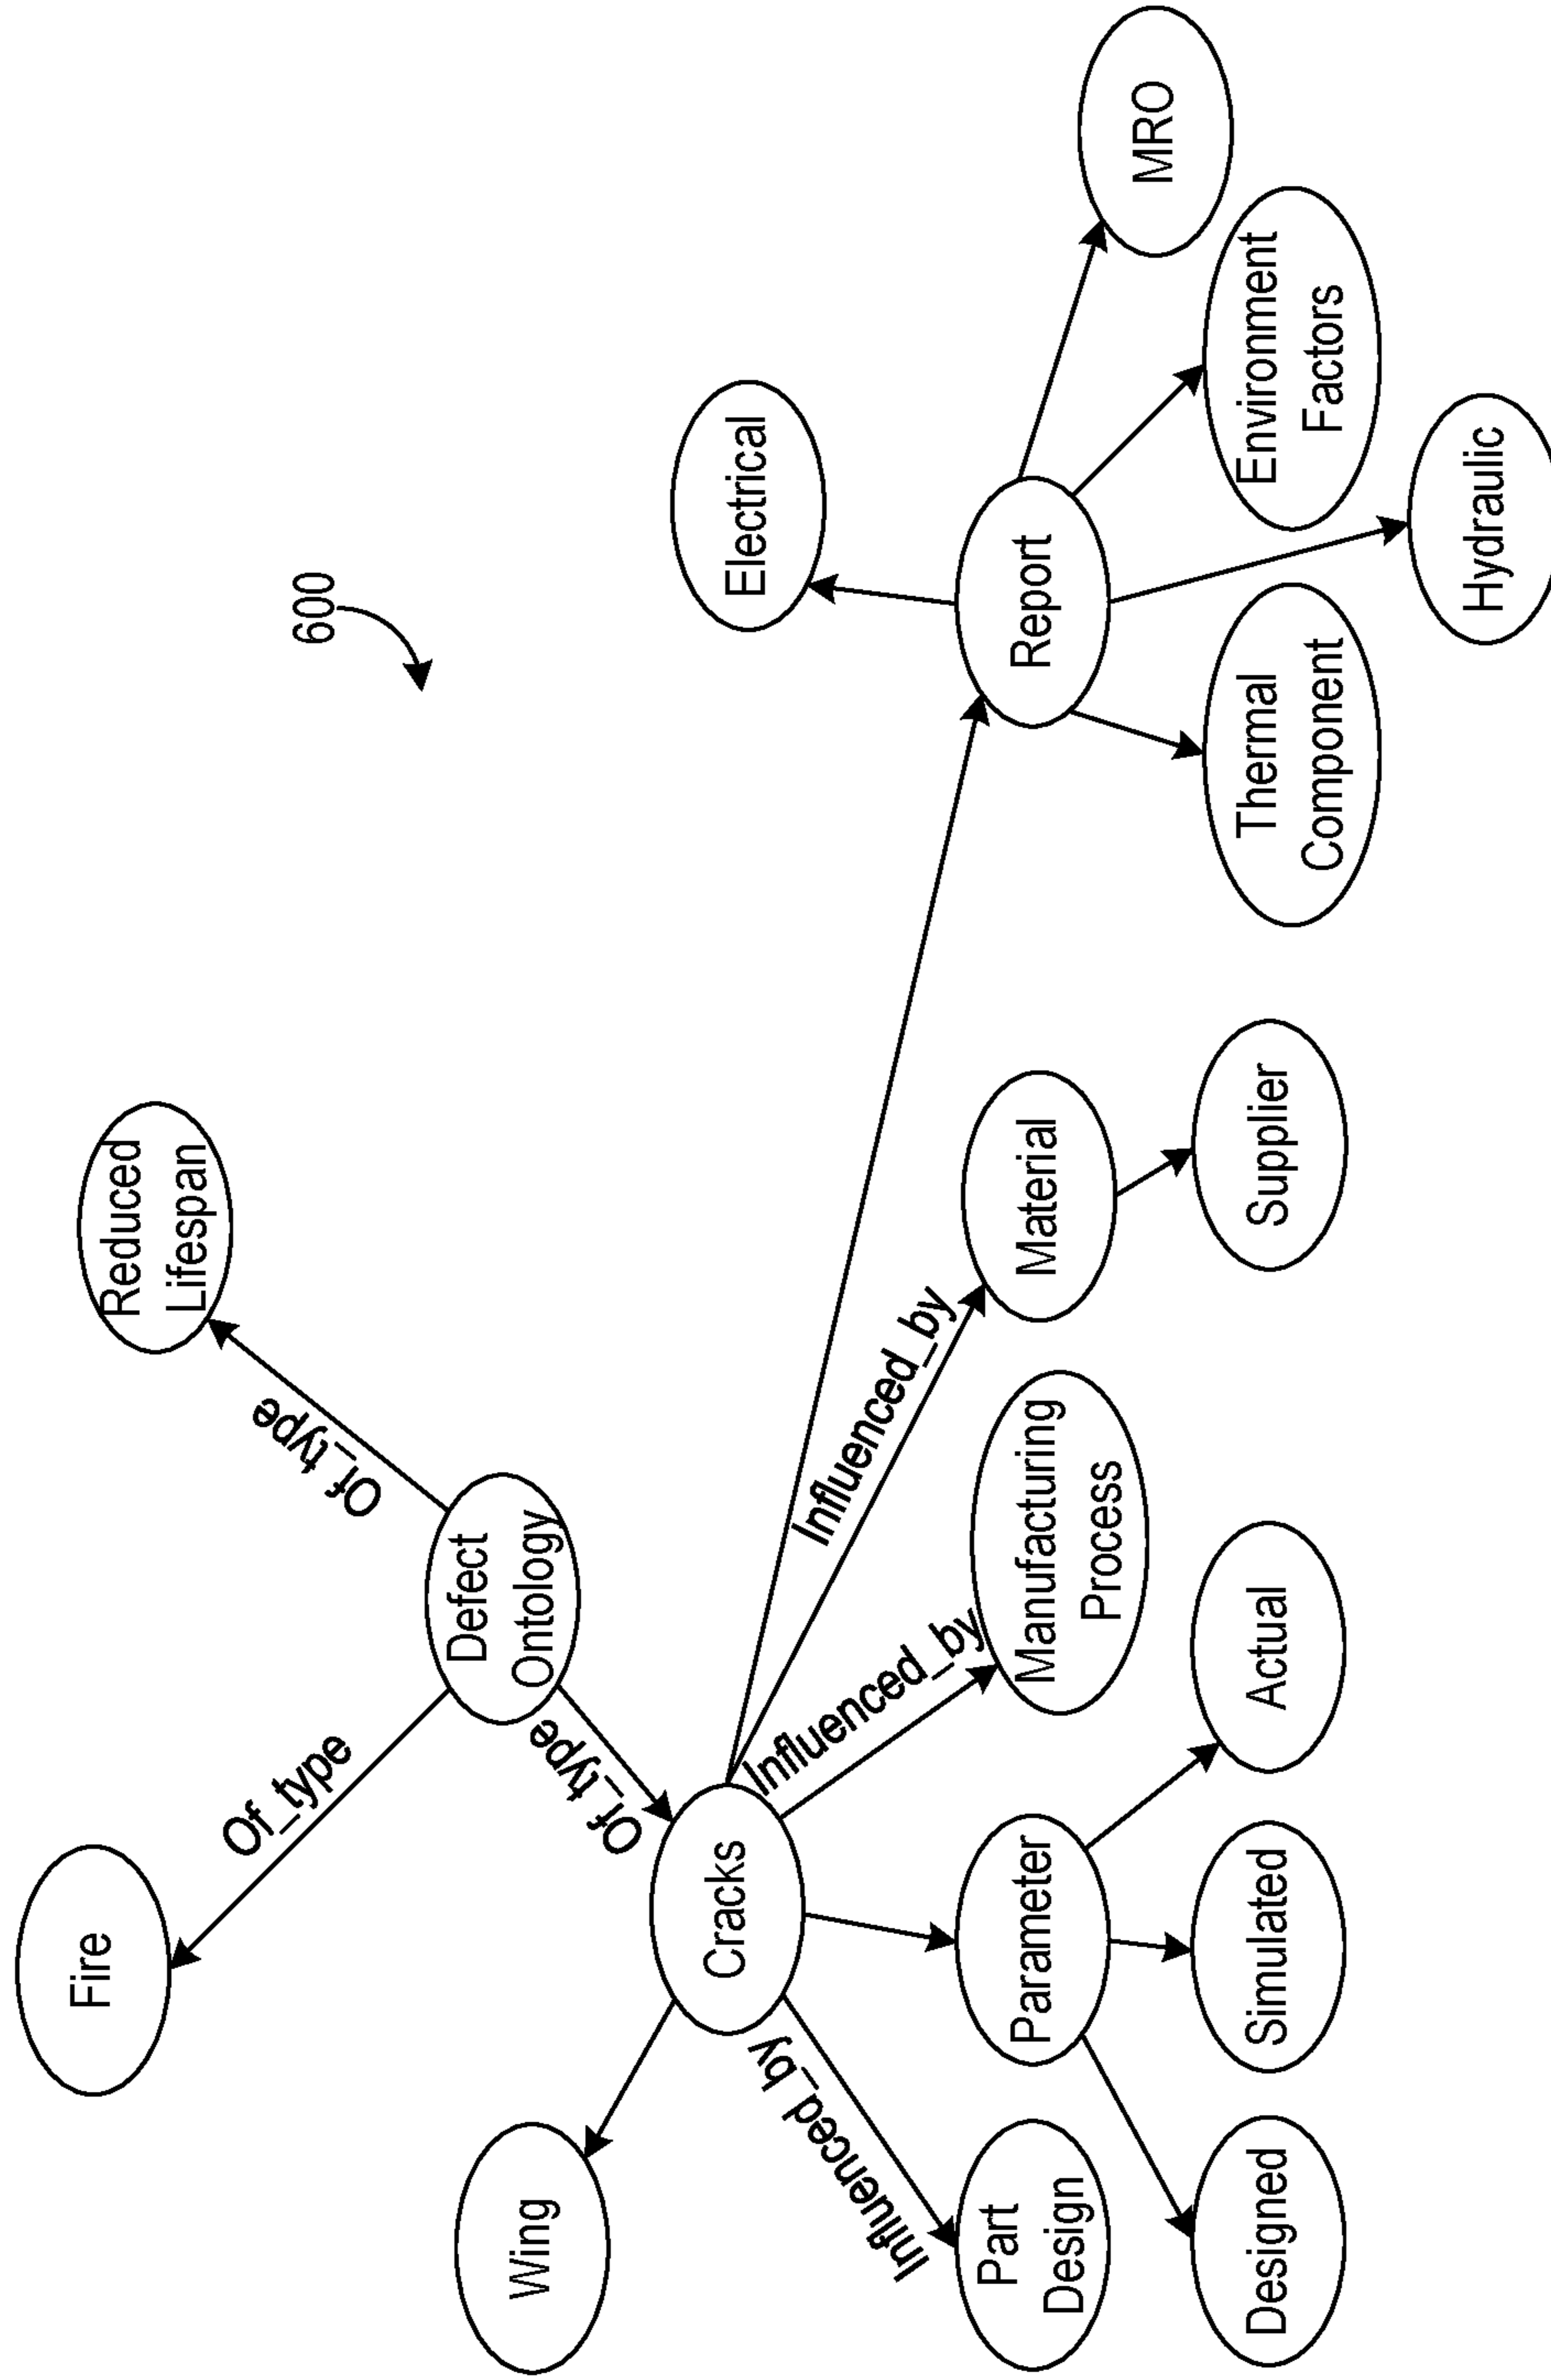 600
Fire
Of_type
Reduced
Lifespan
Of_type
Defect
Ontology
Of_type
Wing
Cracks
Electrical
Influenced_by
Influenced_by
Influenced_by
Part
Design
Parameter
Manufacturing
Process
Material
Report
MRO
Designed
Simulated
Actual
Supplier
Thermal
Component
Environment
Factors
Hydraulic